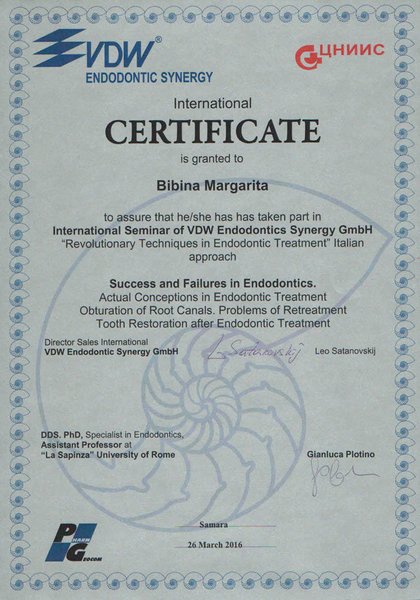 VDW®
ENDODONTIC SYNERGY
ЦНИИС
International
CERTIFICATE
is granted to
Bibina Margarita
to assure that he/she has has taken part in
International Seminar of VDW Endodontics Synergy GmbH
“Revolutionary Techniques in Endodontic Treatment” Italian
approach
Success and Failures in Endodontics.
Actual Conceptions in Endodontic Treatment
Obturation of Root Canals. Problems of Retreatment
Tooth Restoration after Endodontic Treatment
Director Sales International
VDW Endodontic Synergy GmbH
L. Satanovskij
Leo Satanovskij
DDS. PhD, Specialist in Endodontics,
Assistant Professor at
“La Sapinza” University of Rome
Gianluca Plotino
Samara
26 March 2016
PHARM
GEOCOM